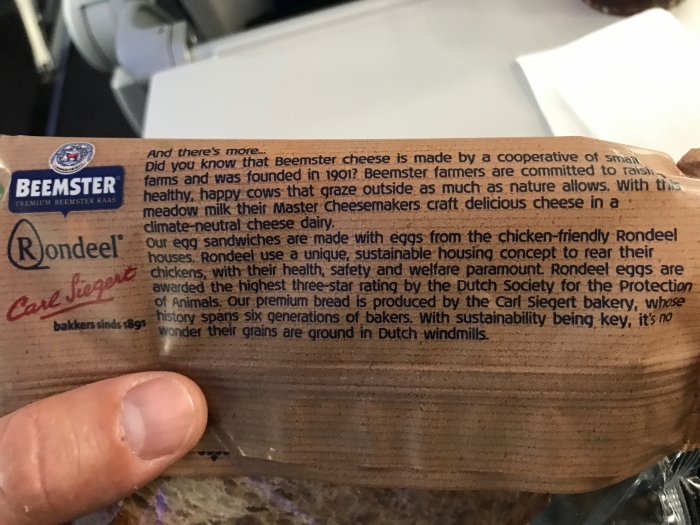 BEEMSTER
PREMIUM BEEMSTER KAAS
Rondeel
Carl Siegert
bakkers sinds 1891
And there's more...
Did you know that Beemster cheese is made by a cooperative of small
farms and was founded in 1901? Beemster farmers are committed to
healthy, happy cows that graze outside as much as nature allows. With this
meadow milk their Master Cheesemakers craft delicious cheese in a
climate-neutral cheese dairy.
Our egg sandwiches are made with eggs from the chicken-friendly Rondeel
houses. Rondeel use a unique, sustainable housing concept to rear their
chickens, with their health, safety and welfare paramount. Rondeel eggs are
awarded the highest three-star rating by the Dutch Society for the Protection
of Animals. Our premium bread is produced by the Carl Siegert bakery, whose
history spans six generations of bakers. With sustainability being key, it's no
wonder their grains are ground in Dutch windmills.